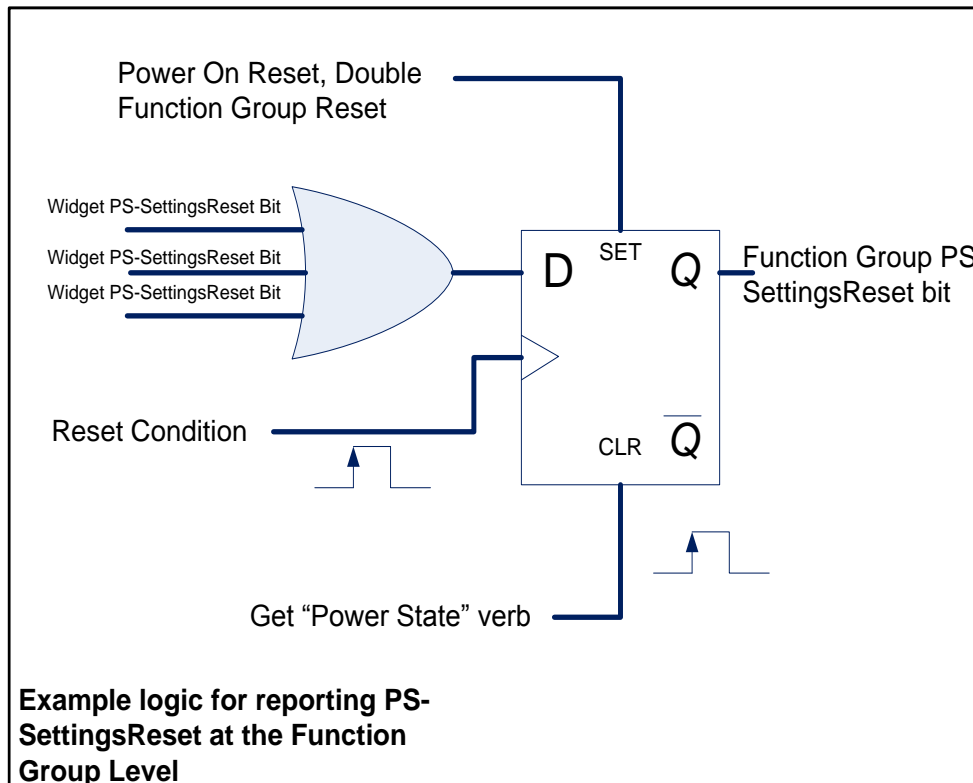 Power On Reset, Double
Function Group Reset
Widget PS-SettingsReset Bit
Widget PS-SettingsReset Bit
Widget PS-SettingsReset Bit
D
SET
Q
Function Group PS
SettingsReset bit
Reset Condition
CLR
Q
Get “Power State” verb
Example logic for reporting PS-
SettingsReset at the Function
Group Level